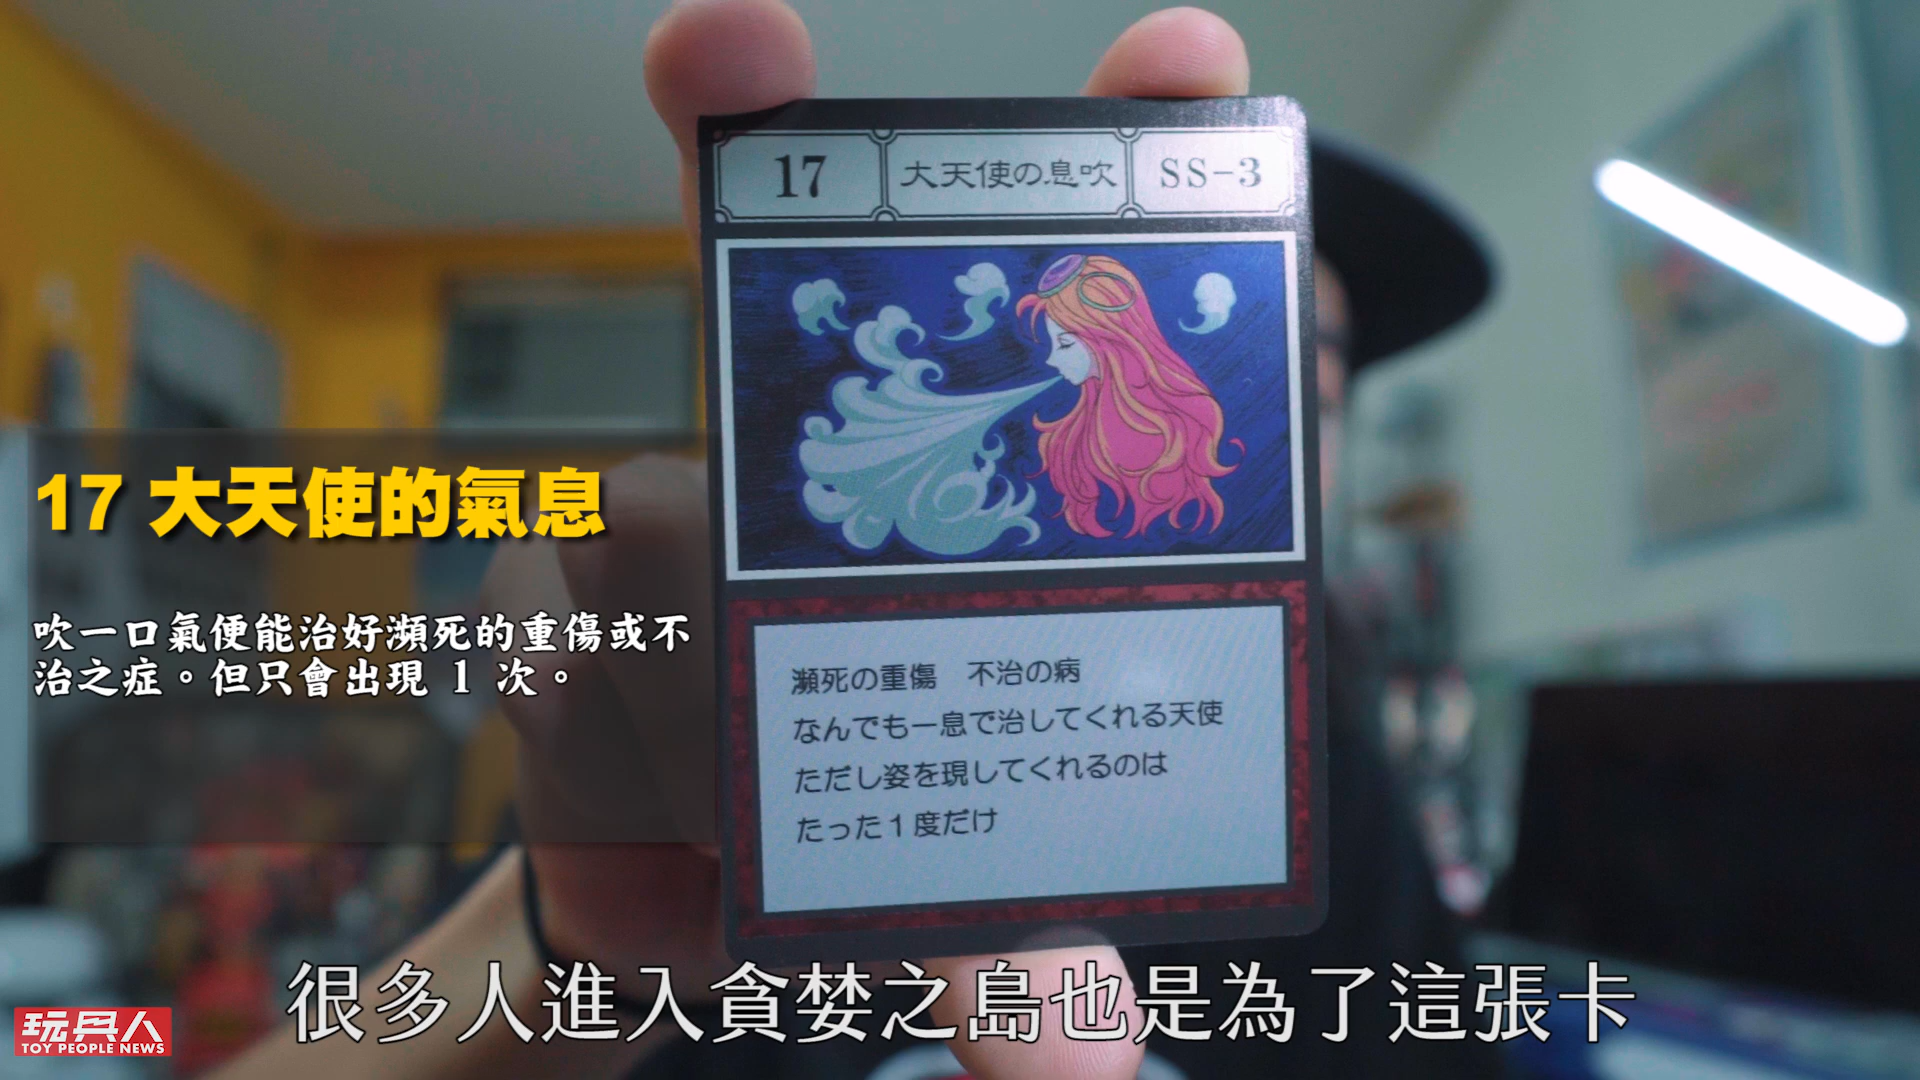 17 大天使の息吹 SS-3
瀕死の重傷 不治の病
なんでも一息で治してくれる天使
ただし姿を現してくれるのは
たった1度だけ
17 大天使的氣息
吹一口氣便能治好瀕死的重傷或不
治之症。但只會出現 1 次。
很多人進入貪婪之島也是為了這張卡
玩具人
TOY PEOPLE NEWS